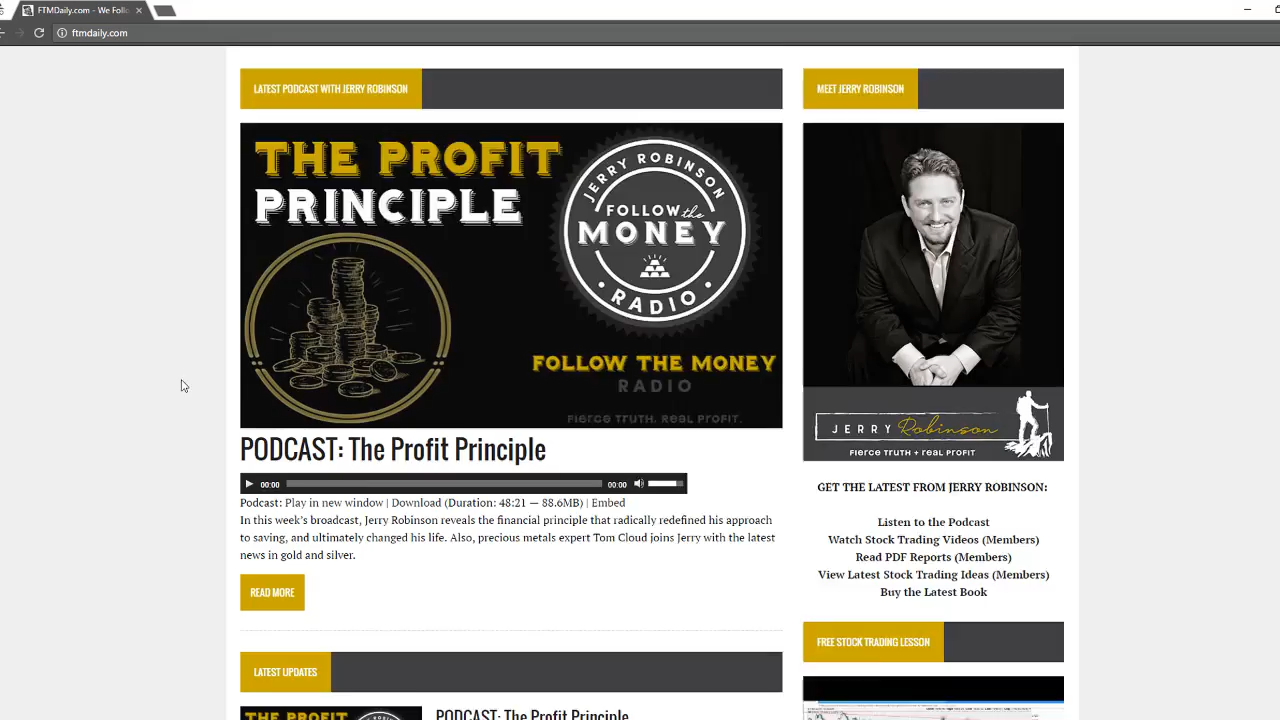 FTMDaily.com - We Follo
ftmdaily.com
LATEST PODCAST WITH JERRY ROBINSON
THE PROFIT
PRINCIPLE
JERRY ROBINSON
FOLLOW the
MONEY
RADIO
FOLLOW THE MONEY
RADIO
FIERCE TRUTH. REAL PROFIT.
PODCAST: The Profit Principle
00:00
00:00
Podcast: Play in new window | Download (Duration: 48:21 — 88.6MB) | Embed
In this week's broadcast, Jerry Robinson reveals the financial principle that radically redefined his approach
to saving, and ultimately changed his life. Also, precious metals expert Tom Cloud joins Jerry with the latest
news in gold and silver.
READ MORE
LATEST UPDATES
THE PROFIT
PODCAST: The Profit Principle
MEET JERRY ROBINSON
JERRY Robinson
FIERCE TRUTH + REAL PROFIT
GET THE LATEST FROM JERRY ROBINSON:
Listen to the Podcast
Watch Stock Trading Videos (Members)
Read PDF Reports (Members)
View Latest Stock Trading Ideas (Members)
Buy the Latest Book
FREE STOCK TRADING LESSON